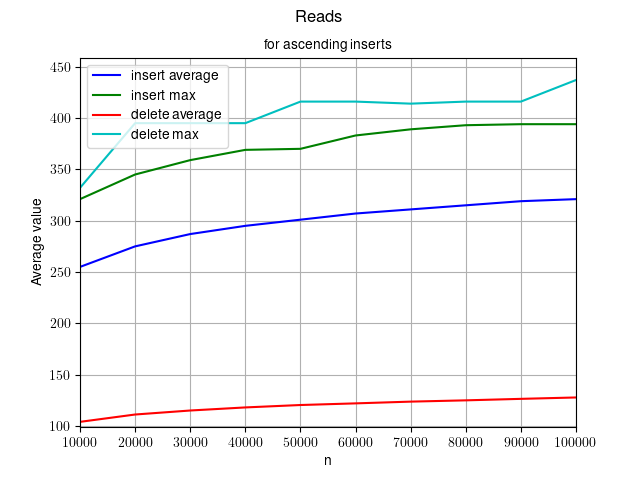 Reads
for ascending inserts
450
400
350
300
250
200
150
100
Average value
insert average
insert max
delete average
delete max
10000 20000 30000 40000 50000 60000 70000 80000 90000 100000
n